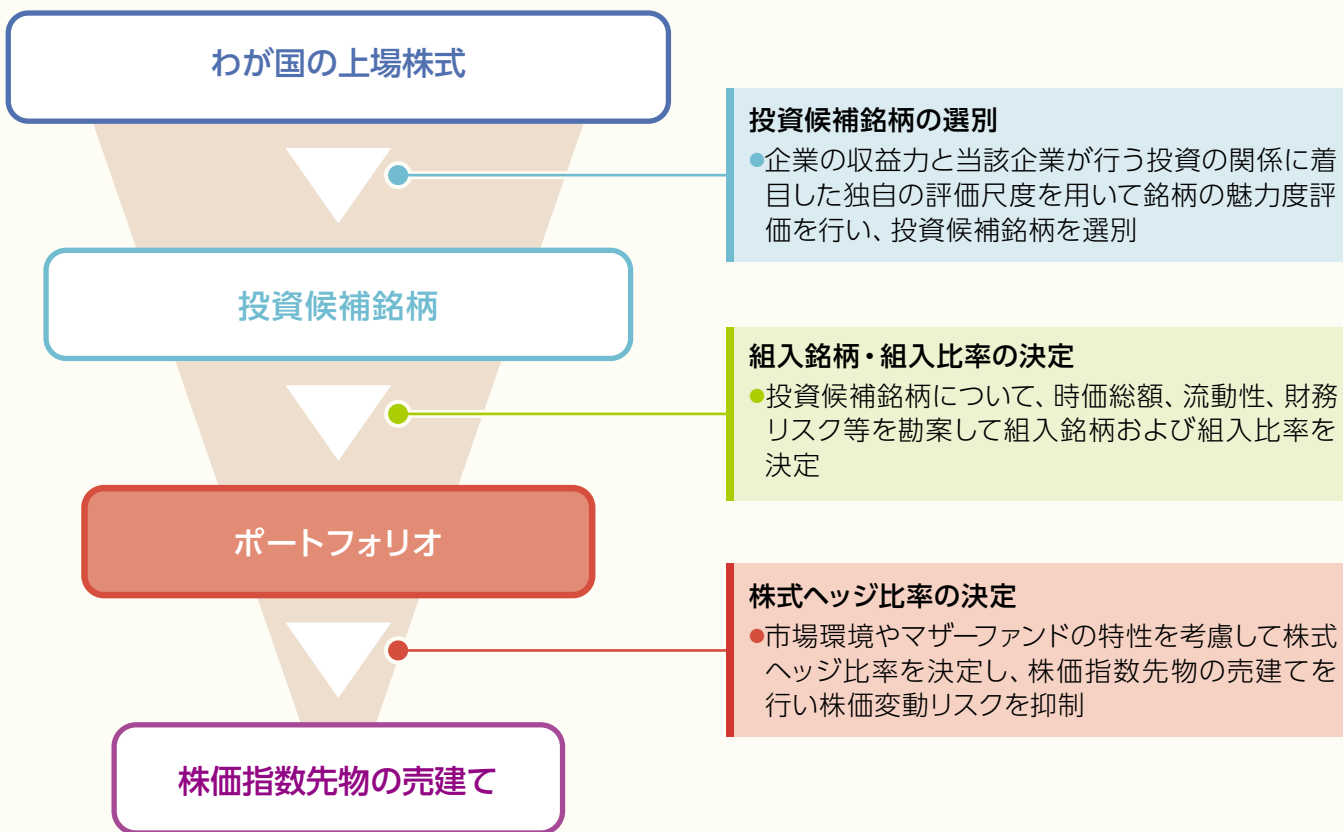 わが国の上場株式
投資候補銘柄の選別
●企業の収益力と当該企業が行う投資の関係に着
目した独自の評価尺度を用いて銘柄の魅力度評
価を行い、投資候補銘柄を選別
投資候補銘柄
組入銘柄・組入比率の決定
●投資候補銘柄について、時価総額、流動性、財務
リスク等を勘案して組入銘柄および組入比率を
決定
ポートフォリオ
株式ヘッジ比率の決定
●市場環境やマザーファンドの特性を考慮して株式
ヘッジ比率を決定し、株価指数先物の売建てを
行い株価変動リスクを抑制
株価指数先物の売建て